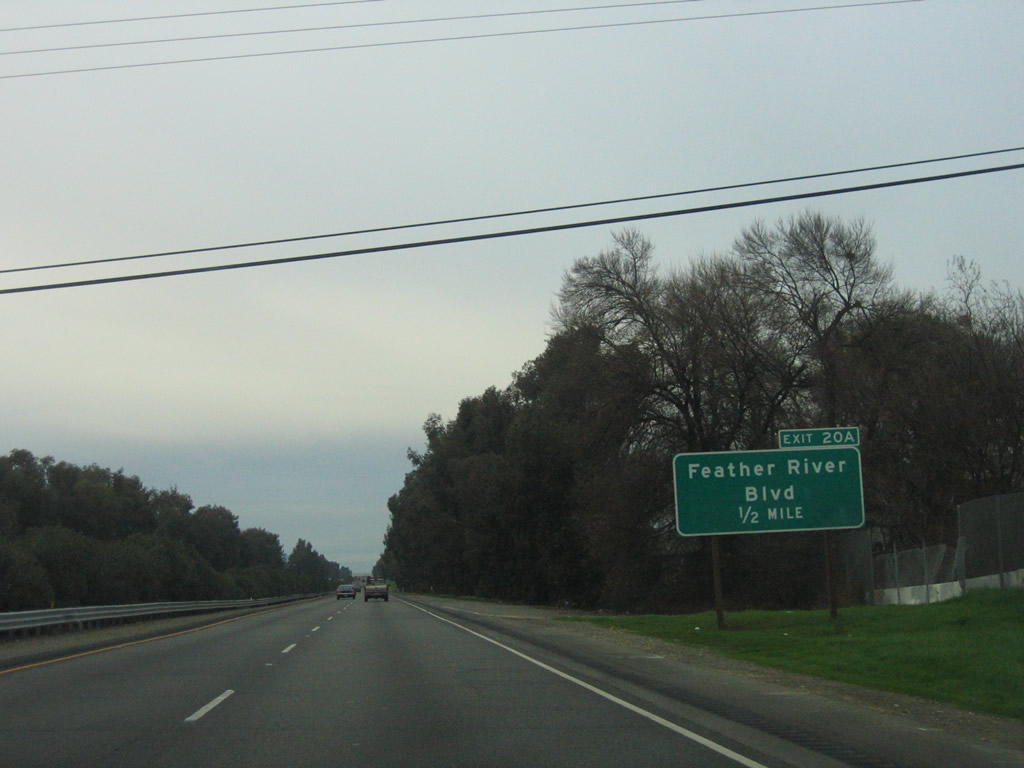 EXIT 20A
Feather River
Blvd
1/2 MILE